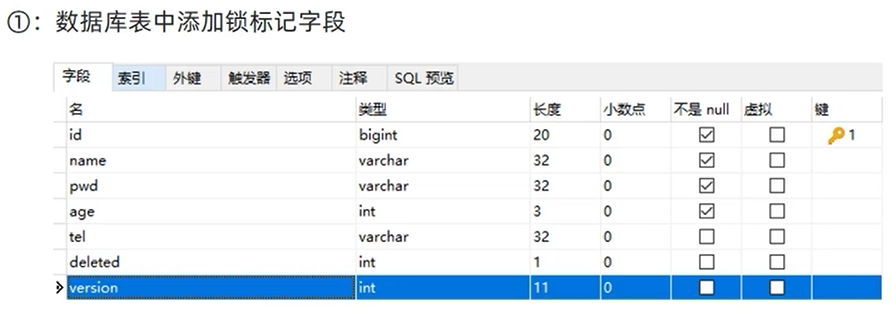 ①：数据库表中添加锁标记字段
字段 索引 外键 触发器 选项 注释 SQL 预览
名 类型 长度 小数点 不是 null 虚拟 键
id bigint 20 0 1
name varchar 32 0
pwd varchar 32 0
age int 3 0
tel varchar 32 0
deleted int 1 0
version int 11 0